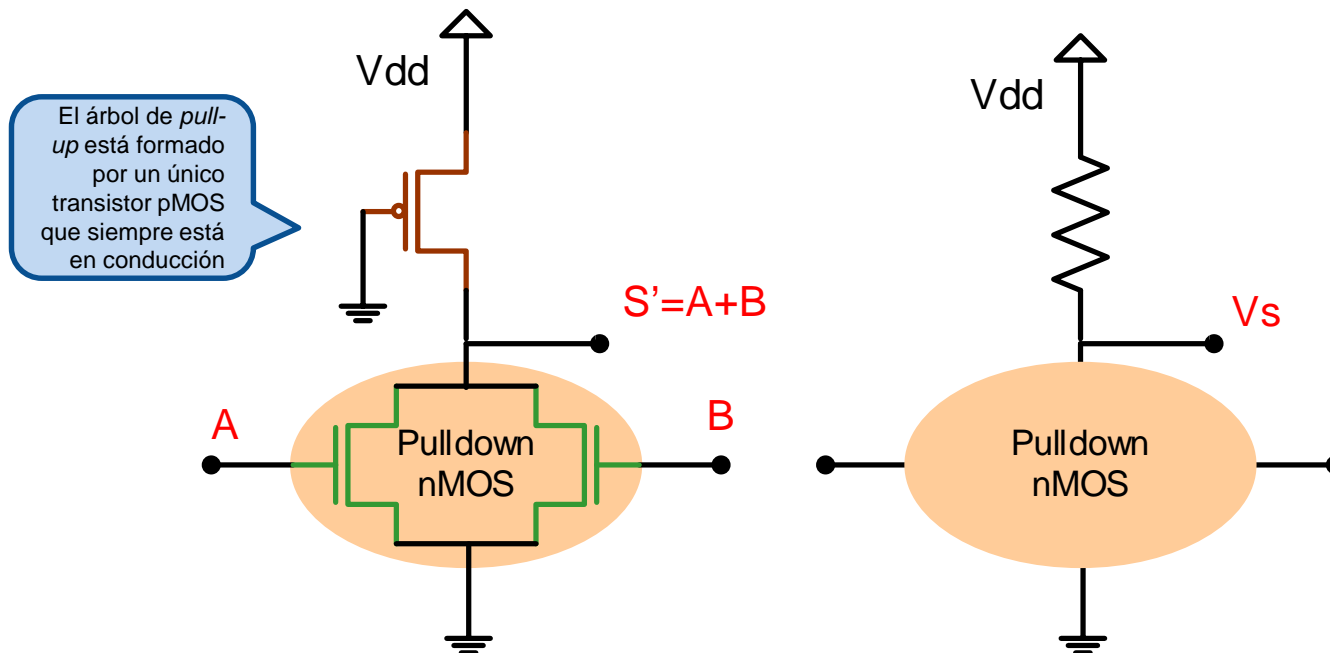 El árbol de pull-
up está formado
por un único
transistor pMOS
que siempre está
en conducción
Vdd
S’=A+B
A
B
Pulldown
nMOS
Vdd
Vs
Pulldown
nMOS